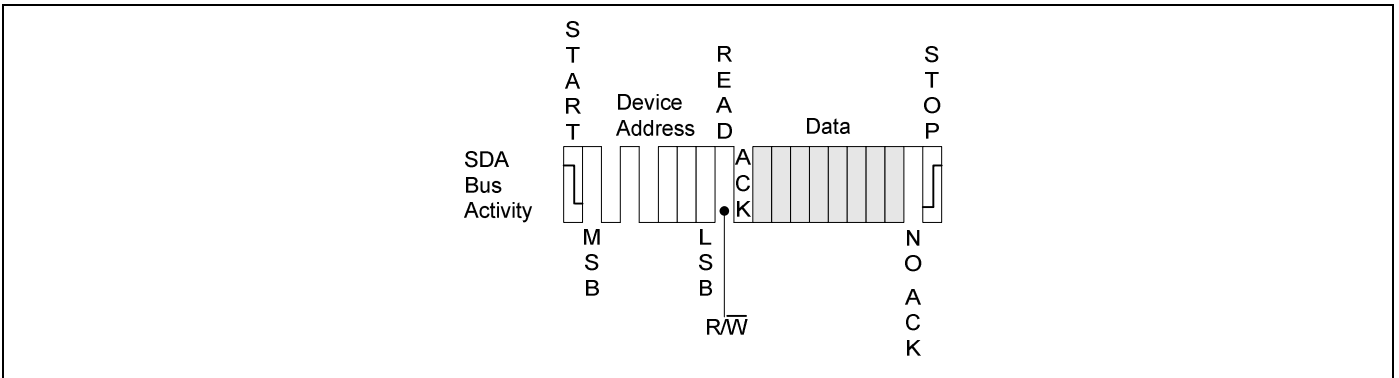 START
READ
STOP
Device
Address
Data
SDA
Bus
Activity
ACK
MSB
LSB
NO ACK
R/W̅